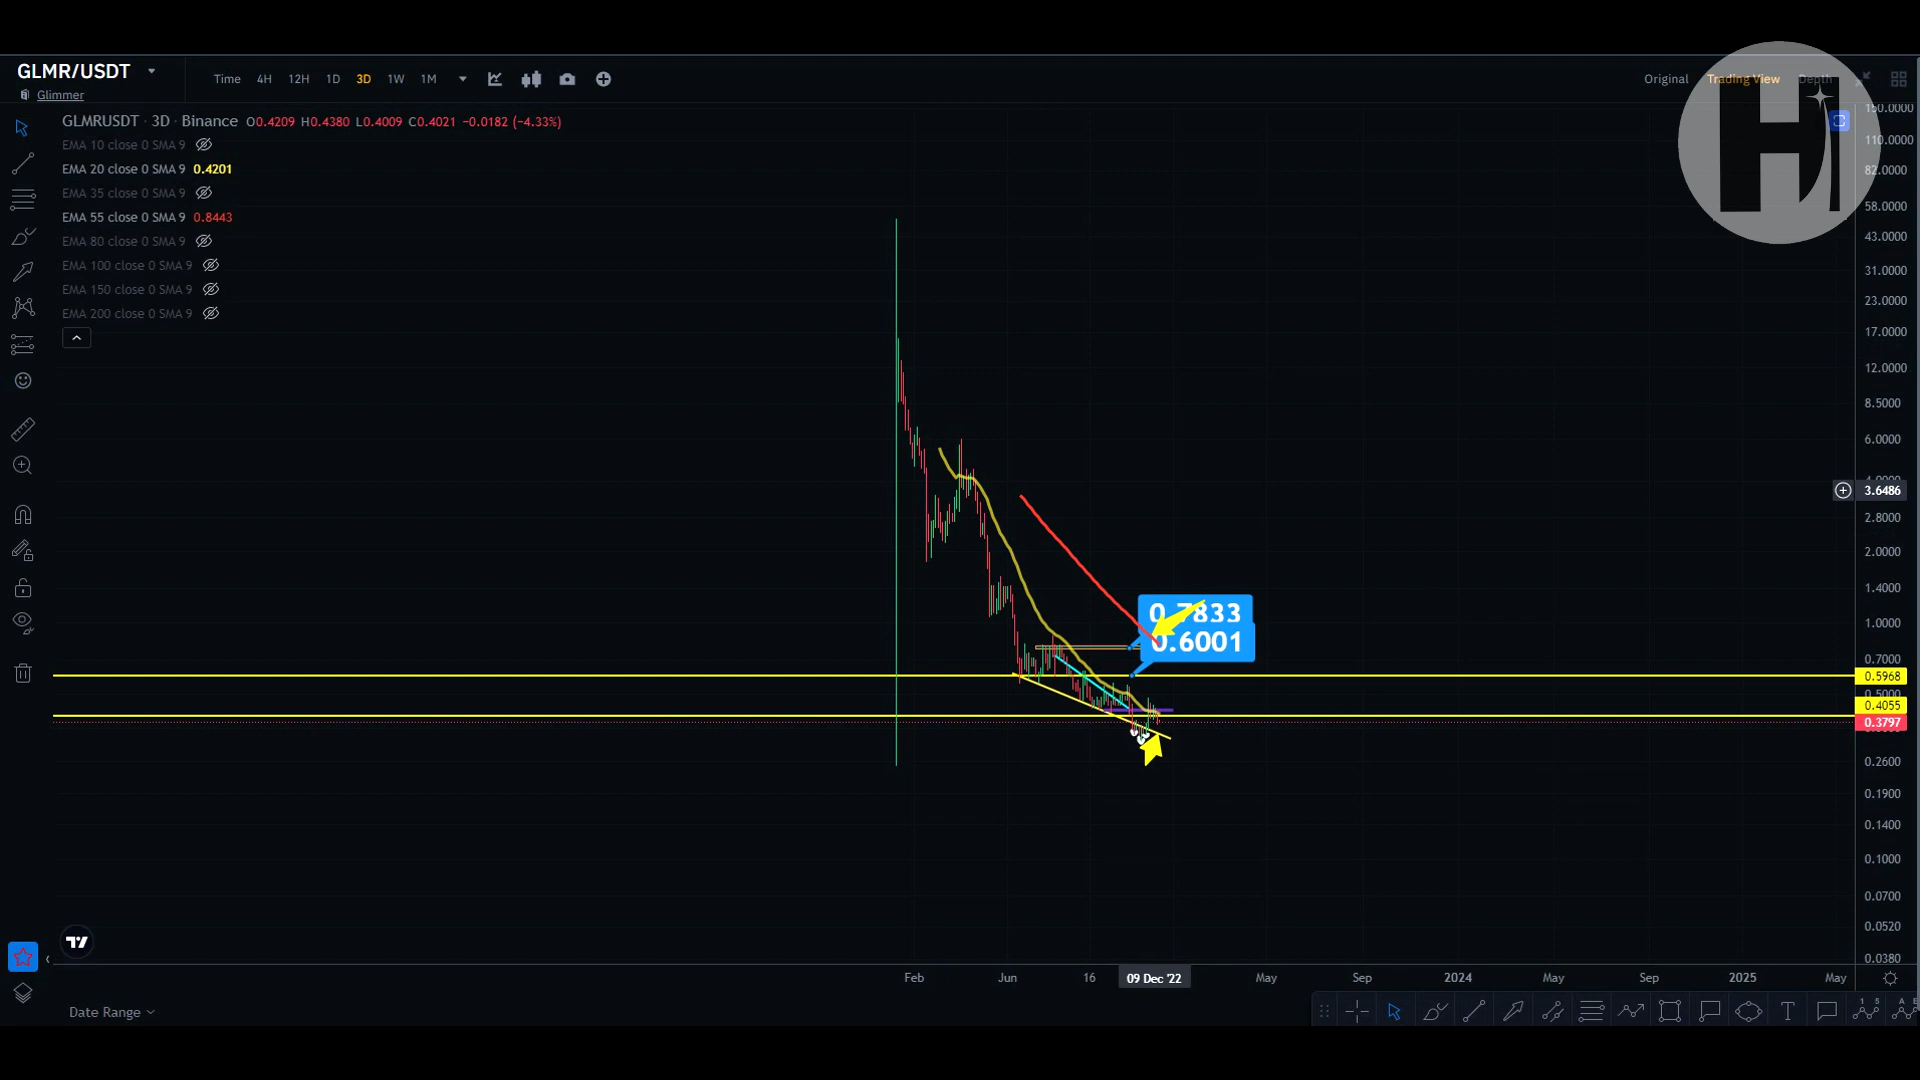 GLMR/USDT
Glimmer
Time 4H 12H 1D 3D 1W 1M
Original Trading View Depth
H
GLMRUSDT · 3D · Binance O0.4209 H0.4380 L0.4009 C0.4021 −0.0182 (−4.33%)
EMA 10 close 0 SMA 9
EMA 20 close 0 SMA 9 0.4201
EMA 35 close 0 SMA 9
EMA 55 close 0 SMA 9 0.8443
EMA 80 close 0 SMA 9
EMA 100 close 0 SMA 9
EMA 150 close 0 SMA 9
EMA 200 close 0 SMA 9
150.0000
110.0000
82.0000
58.0000
43.0000
31.0000
23.0000
17.0000
12.0000
8.5000
6.0000
3.6486
2.8000
2.0000
1.4000
1.0000
0.7000
0.5968
0.5000
0.4055
0.3797
0.2600
0.1900
0.1400
0.1000
0.0700
0.0520
0.0380
0.7833
0.6001
Feb Jun 16 09 Dec '22 May Sep 2024 May Sep 2025 May
Date Range